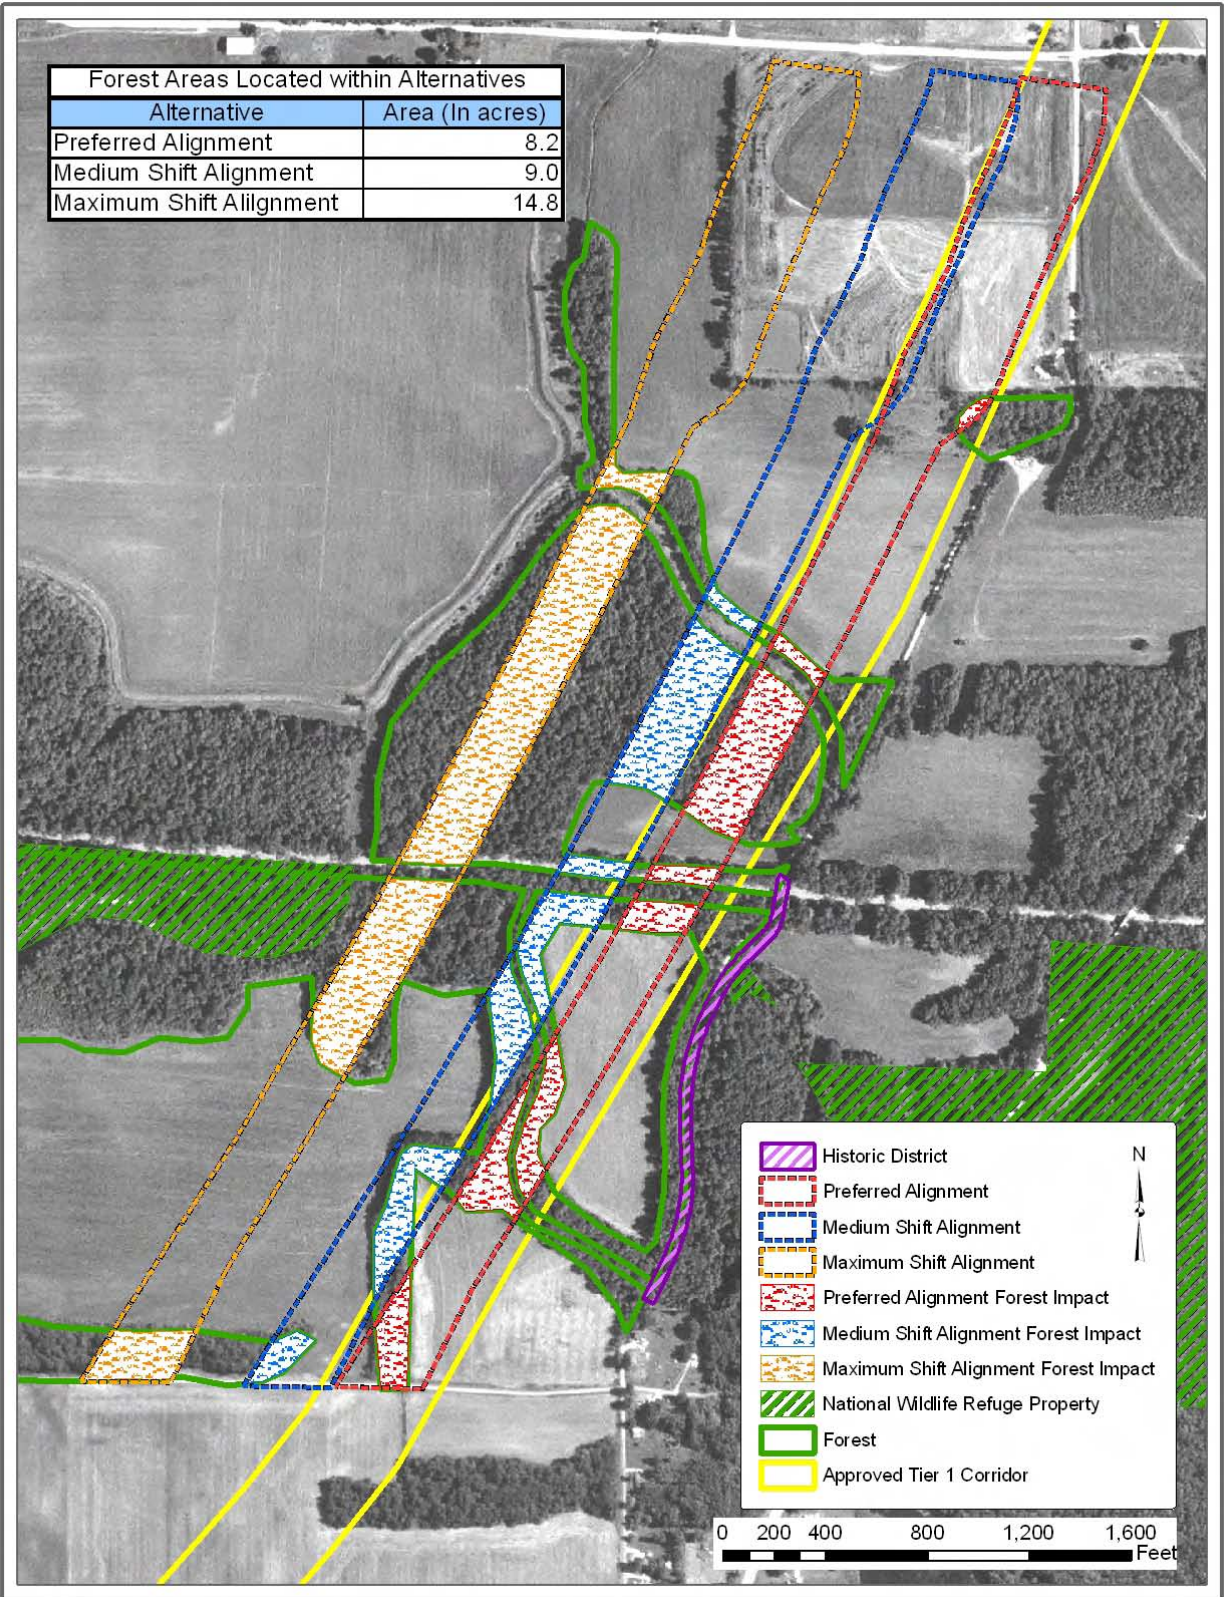 Forest Areas Located within Alternatives
Alternative Area (In acres)
Preferred Alignment 8.2
Medium Shift Alignment 9.0
Maximum Shift Alilgnment 14.8
Historic District
N
Preferred Alignment
Medium Shift Alignment
Maximum Shift Alignment
Preferred Alignment Forest Impact
Medium Shift Alignment Forest Impact
Maximum Shift Alignment Forest Impact
National Wildlife Refuge Property
Forest
Approved Tier 1 Corridor
0 200 400 800 1,200 1,600
Feet